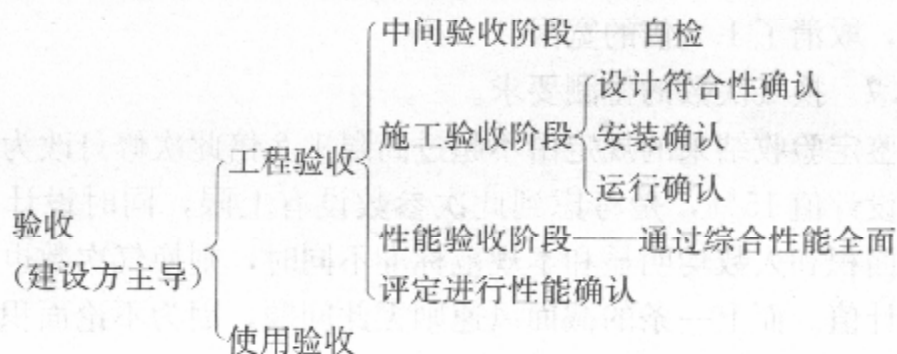 中间验收阶段——自检
设计符合性确认
施工验收阶段 安装确认
工程验收
运行确认
验收
性能验收阶段——通过综合性能全面
(建设方主导)
评定进行性能确认
使用验收